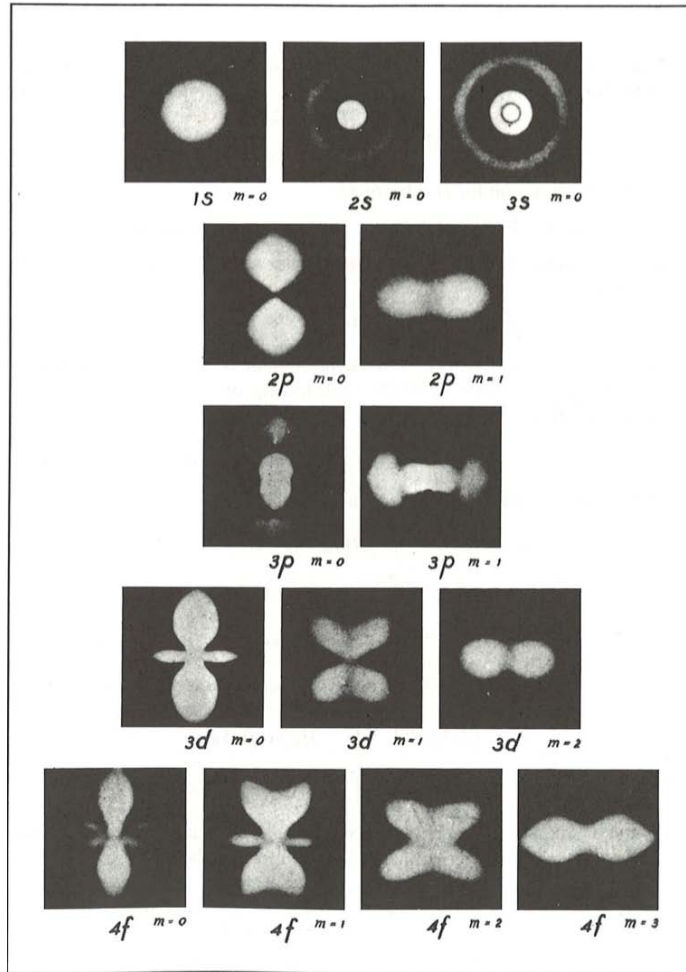 1s m=0 2s m=0 3s m=0
2p m=0 2p m=1
3p m=0 3p m=1
3d m=0 3d m=1 3d m=2
4f m=0 4f m=1 4f m=2 4f m=3